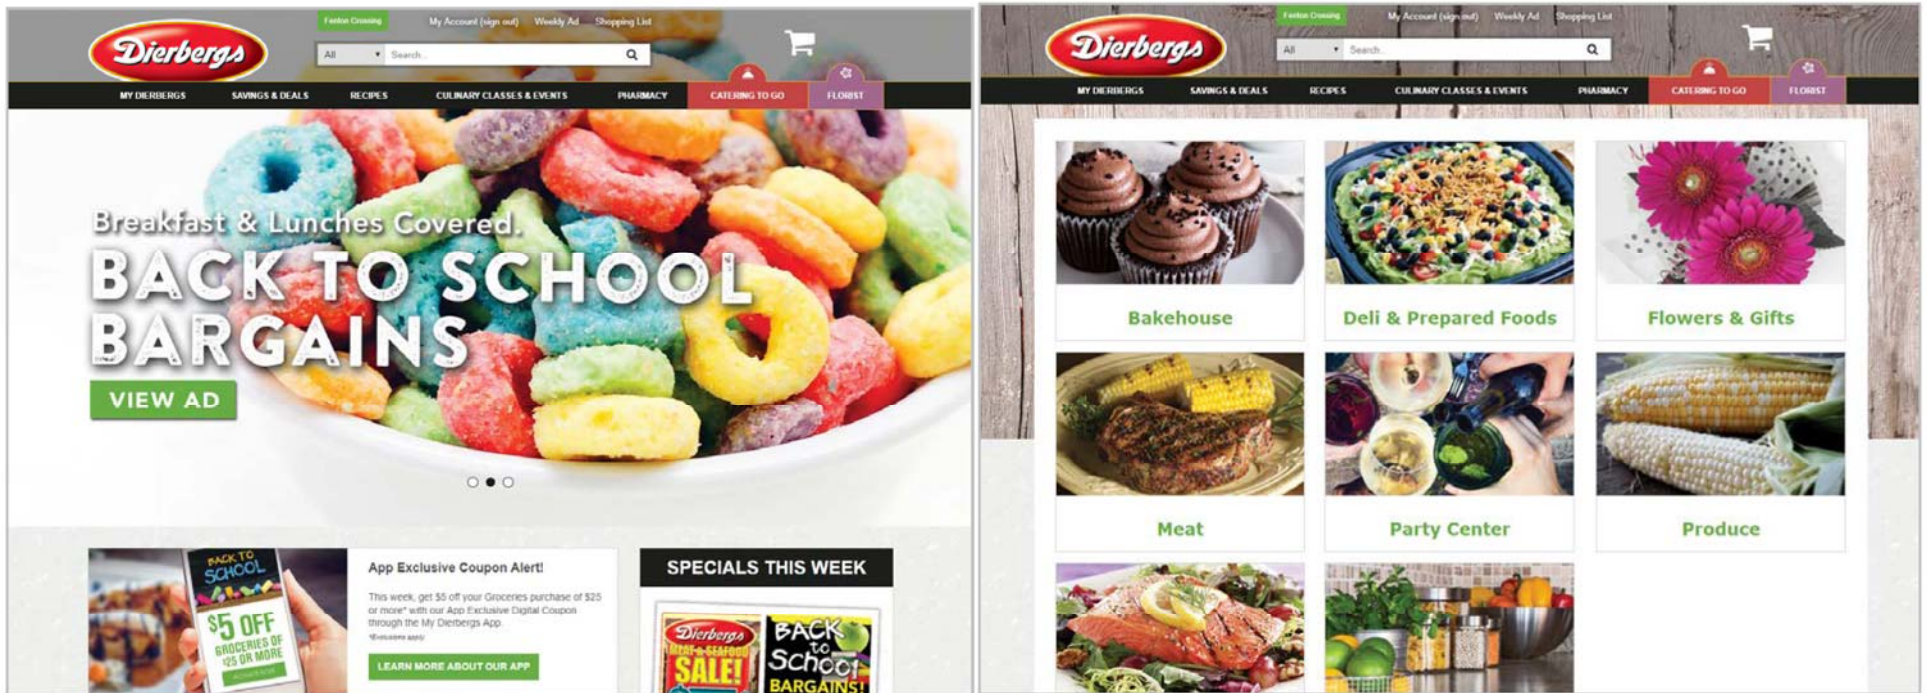 Fenton Crossing
My Account (sign out) Weekly Ad Shopping List
Dierbergs
All Search...
MY DIERBERGS SAVINGS & DEALS RECIPES CULINARY CLASSES & EVENTS PHARMACY CATERING TO GO FLORIST
Breakfast & Lunches Covered.
BACK TO SCHOOL
BARGAINS
VIEW AD
BACK TO
SCHOOL
$5 OFF
GROCERIES OF
$25 OR MORE
App Exclusive Coupon Alert!
This week, get $5 off your Groceries purchase of $25
or more* with our App Exclusive Digital Coupon
through the My Dierbergs App.
*Exclusions apply.
LEARN MORE ABOUT OUR APP
SPECIALS THIS WEEK
Dierbergs
MEAT & SEAFOOD
SALE!
BACK
to
School
BARGAINS!
Fenton Crossing
My Account (sign out) Weekly Ad Shopping List
Dierbergs
All Search...
MY DIERBERGS SAVINGS & DEALS RECIPES CULINARY CLASSES & EVENTS PHARMACY CATERING TO GO FLORIST
Bakehouse
Deli & Prepared Foods
Flowers & Gifts
Meat
Party Center
Produce